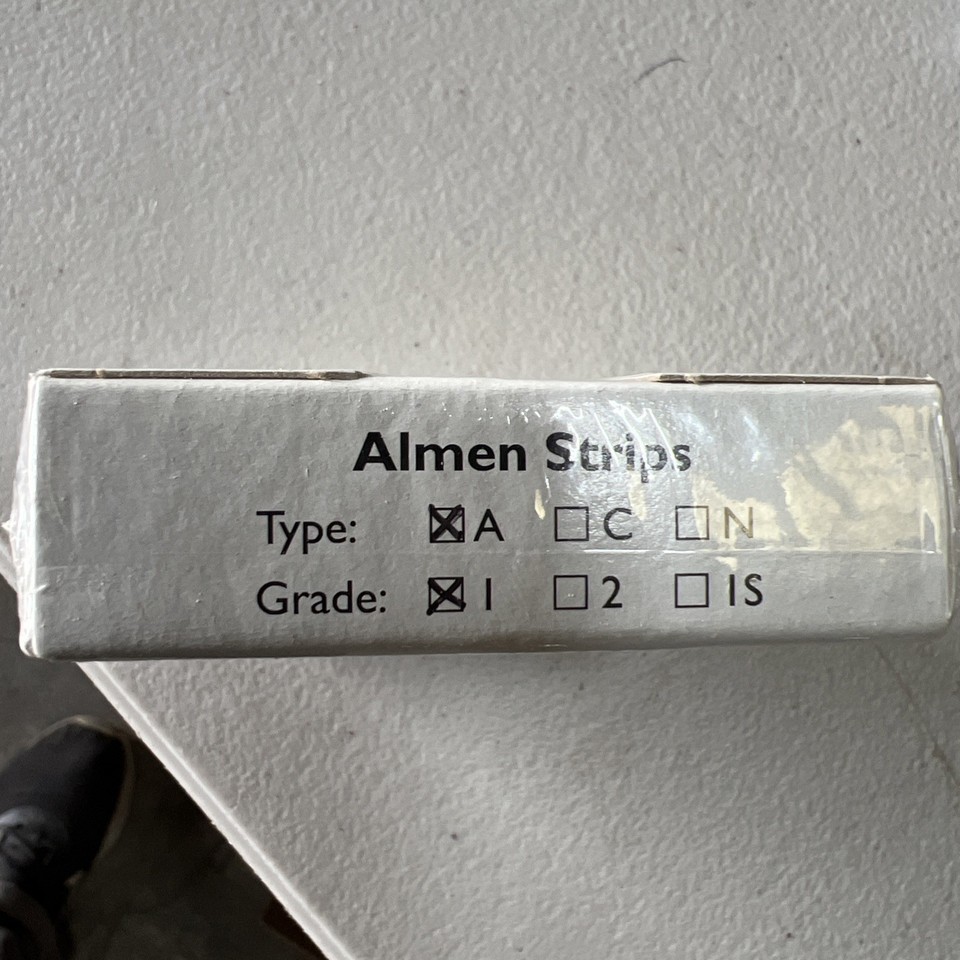 Almen Strips
Type: ☒ A ☐ C ☐ N
Grade: ☒ 1 ☐ 2 ☐ 1S